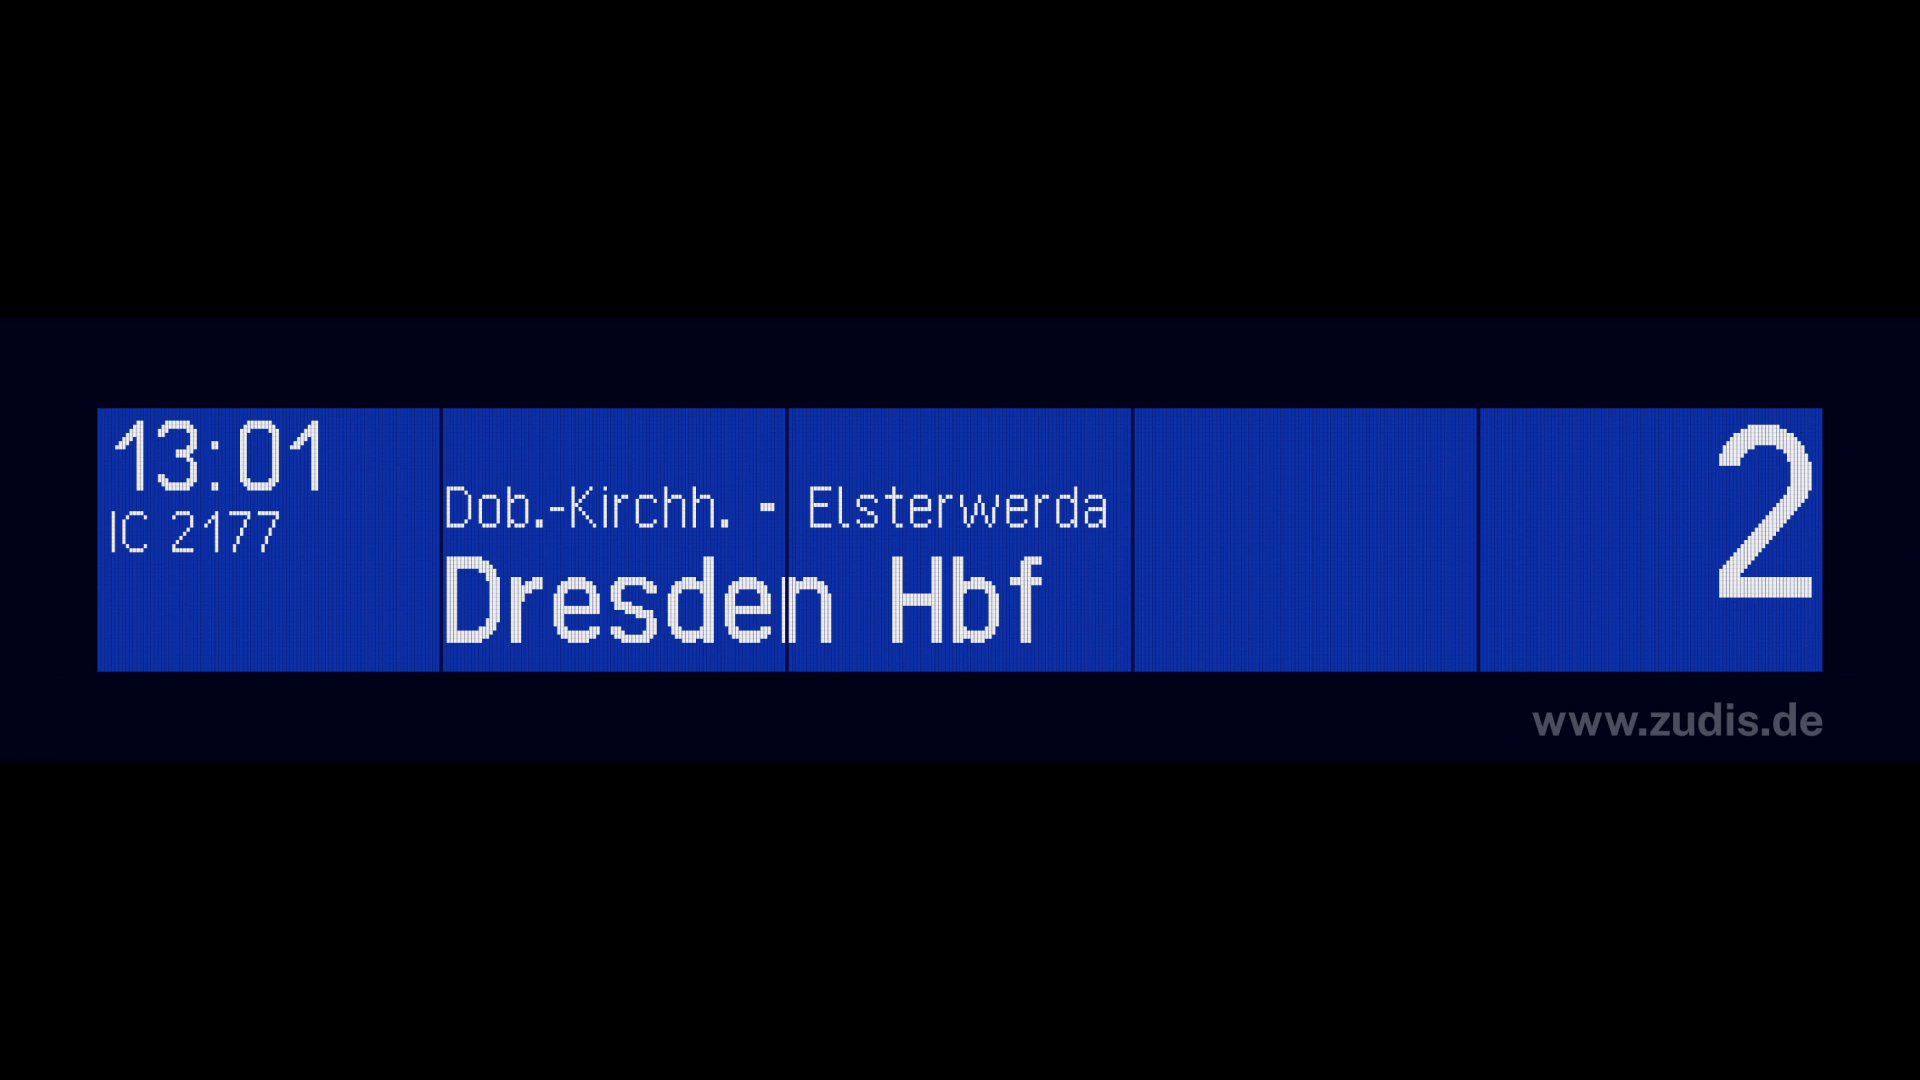 13:01
IC 2177
Dob.-Kirchh. - Elsterwerda
Dresden Hbf
2
www.zudis.de